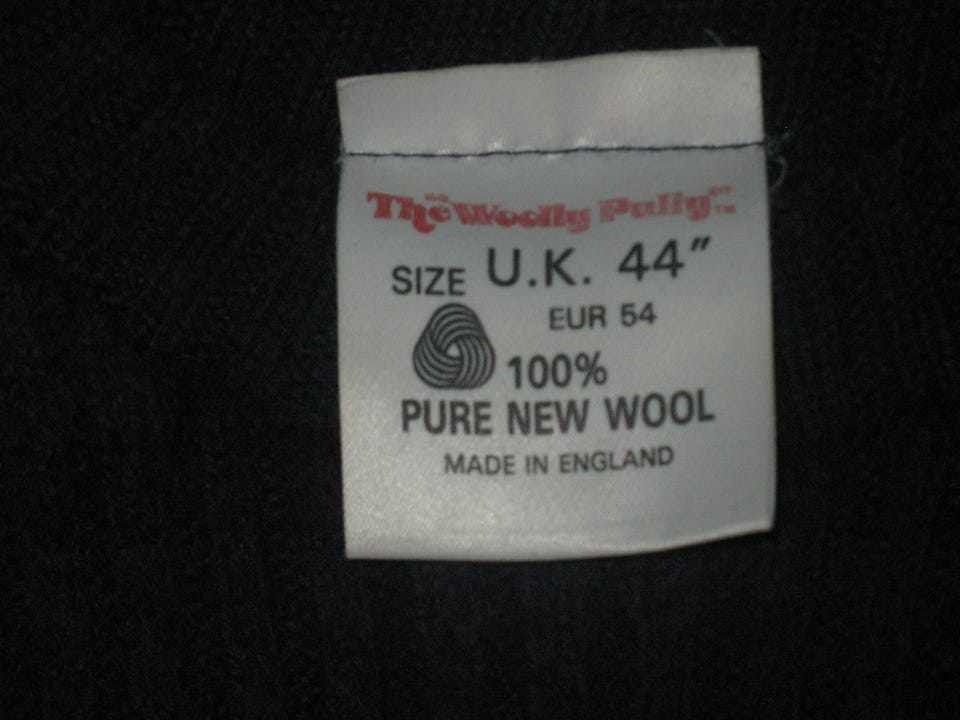 The Woolly Pully™
SIZE U.K. 44"
EUR 54
100%
PURE NEW WOOL
MADE IN ENGLAND